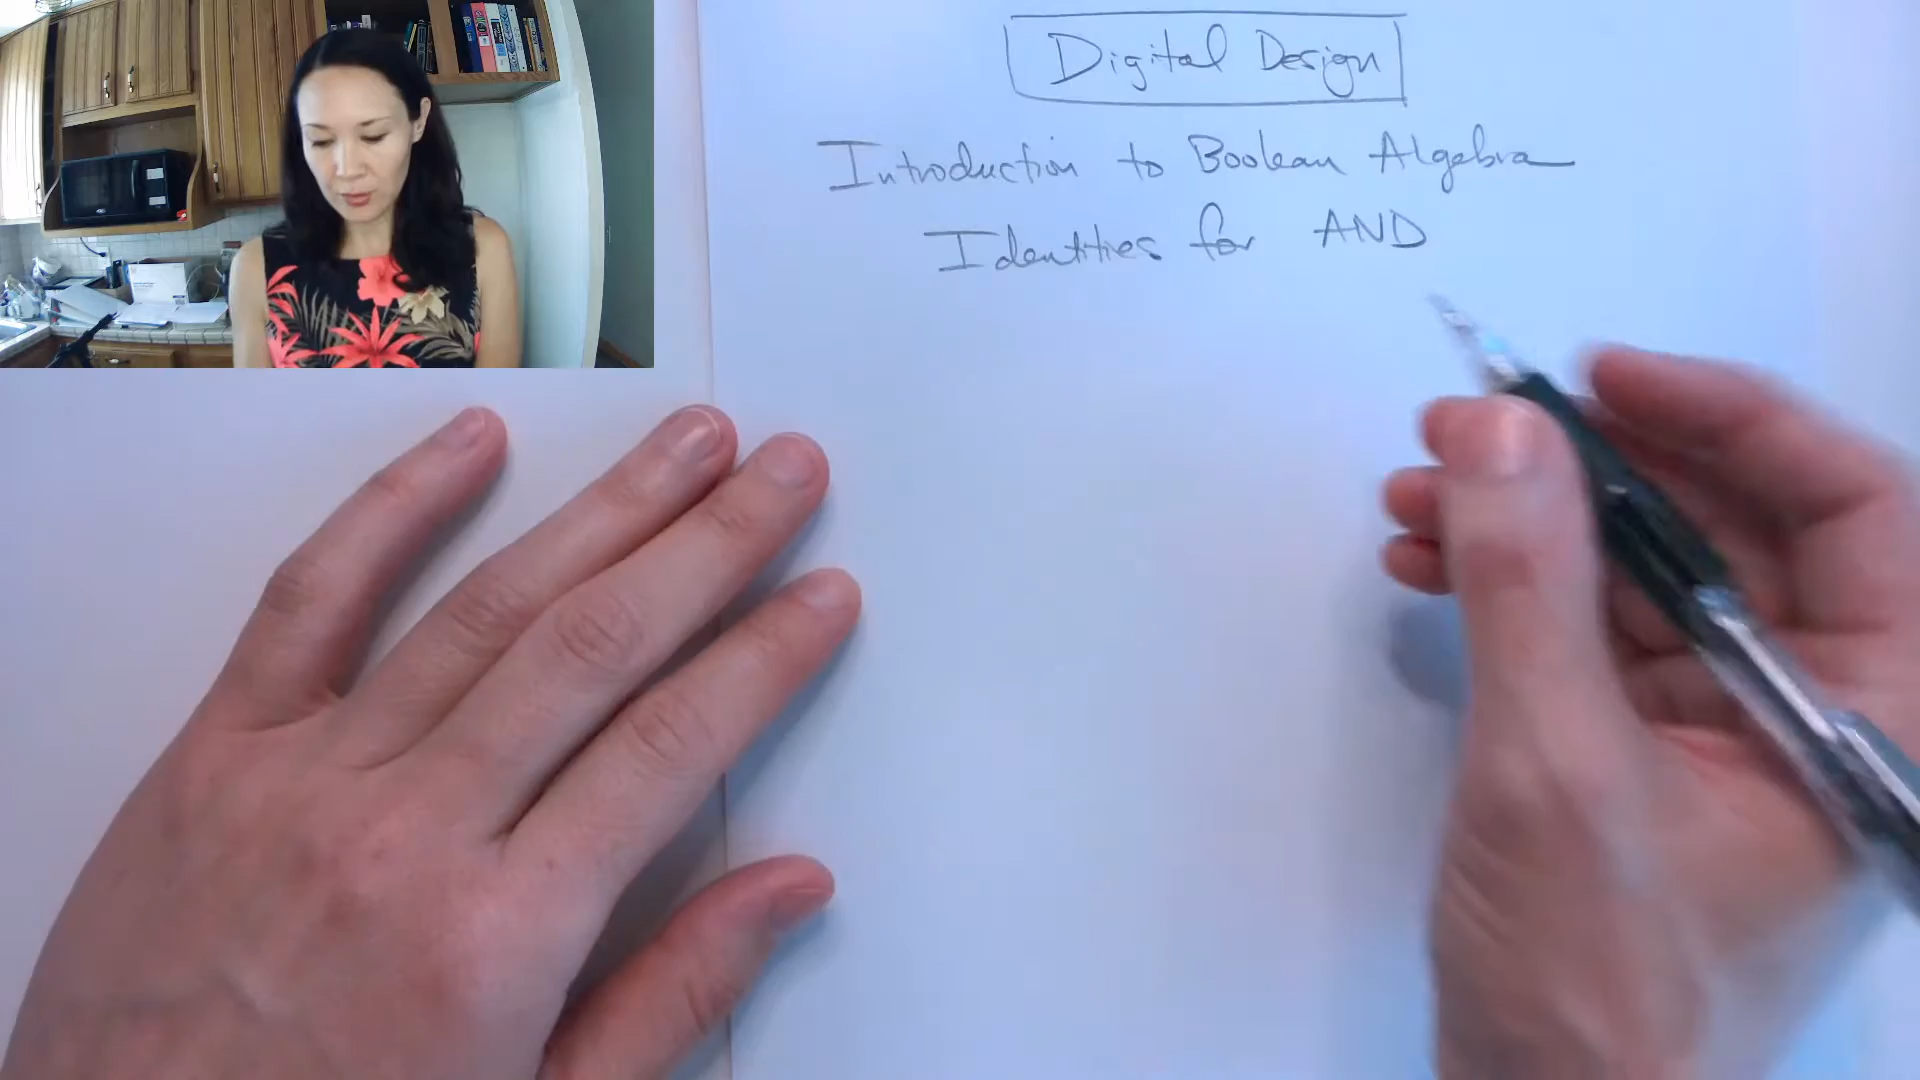 Digital Design
Introduction to Boolean Algebra
Identities for AND